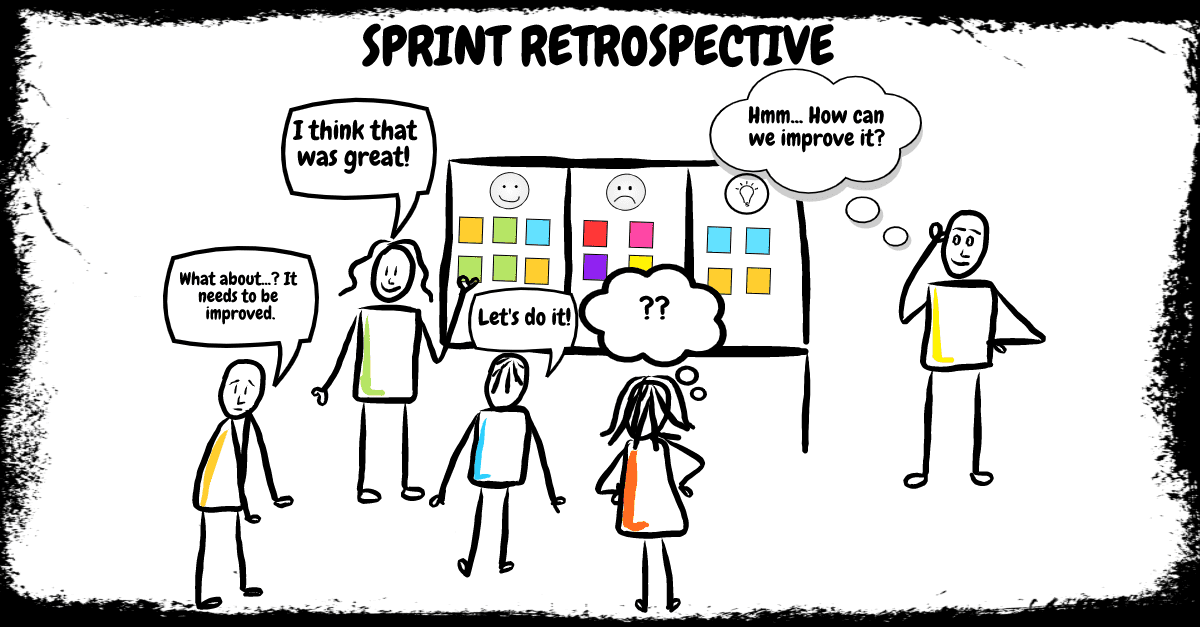 SPRINT RETROSPECTIVE
I think that
was great!
Hmm... How can
we improve it?
What about...? It
needs to be
improved.
Let's do it!
??